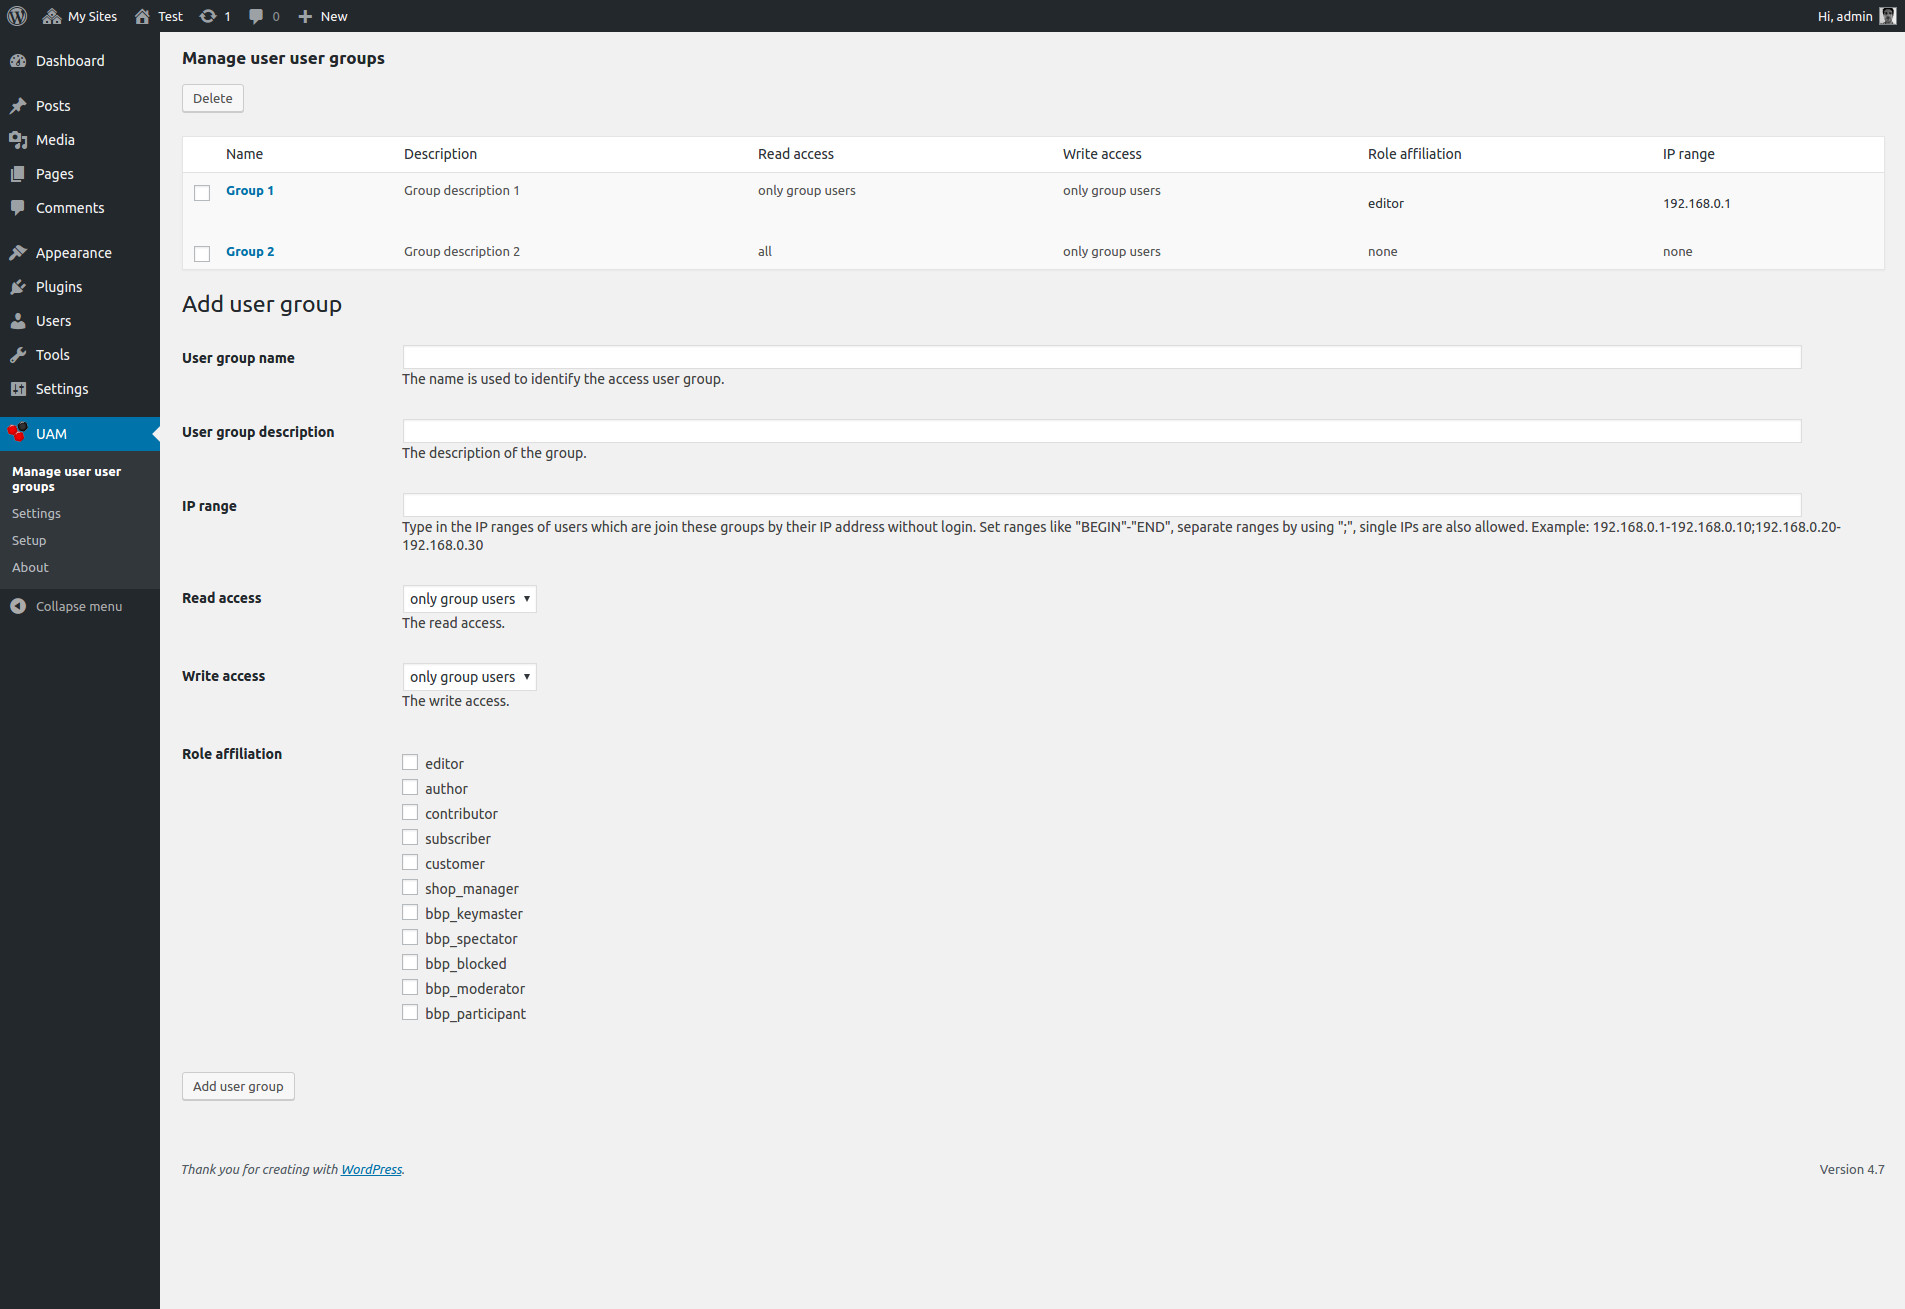 My Sites Test 1 0 New Hi, admin
Dashboard
Posts
Media
Pages
Comments
Appearance
Plugins
Users
Tools
Settings
UAM
Manage user user
groups
Settings
Setup
About
Collapse menu
Manage user user groups
Delete
Name Description Read access Write access Role affiliation IP range
Group 1 Group description 1 only group users only group users editor 192.168.0.1
Group 2 Group description 2 all only group users none none
Add user group
User group name
The name is used to identify the access user group.
User group description
The description of the group.
IP range
Type in the IP ranges of users which are join these groups by their IP address without login. Set ranges like "BEGIN"-"END", separate ranges by using ";", single IPs are also allowed. Example: 192.168.0.1-192.168.0.10;192.168.0.20-
192.168.0.30
Read access only group users
The read access.
Write access only group users
The write access.
Role affiliation
editor
author
contributor
subscriber
customer
shop_manager
bbp_keymaster
bbp_spectator
bbp_blocked
bbp_moderator
bbp_participant
Add user group
Thank you for creating with WordPress. Version 4.7